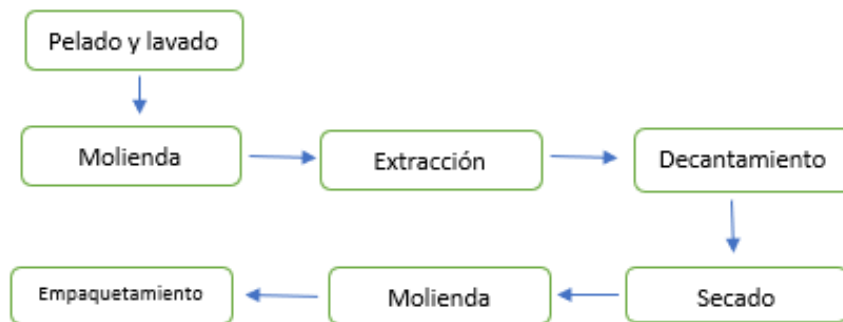 Pelado y lavado
Molienda
Extracción
Decantamiento
Secado
Molienda
Empaquetamiento